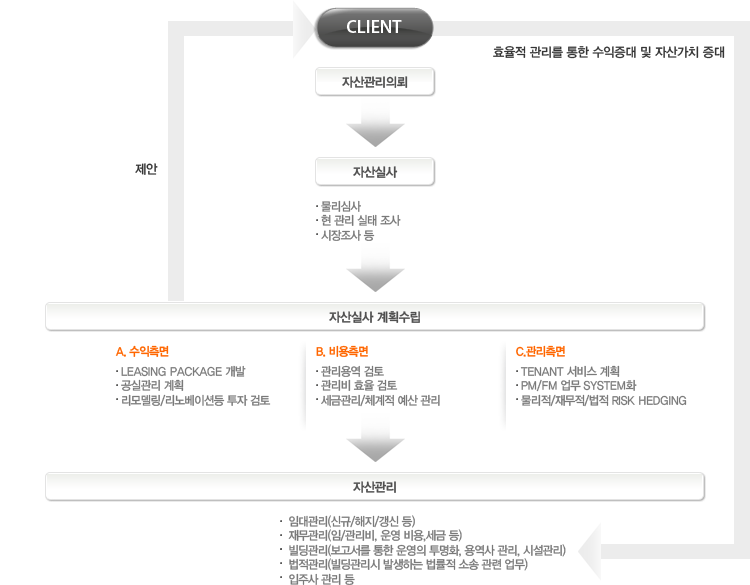 CLIENT
효율적 관리를 통한 수익증대 및 자산가치 증대
자산관리의뢰
제안
자산실사
· 물리심사
· 현 관리 실태 조사
· 시장조사 등
자산실사 계획수립
A. 수익측면
· LEASING PACKAGE 개발
· 공실관리 계획
· 리모델링/리노베이션등 투자 검토
B. 비용측면
· 관리용역 검토
· 관리비 효율 검토
· 세금관리/체계적 예산 관리
C.관리측면
· TENANT 서비스 계획
· PM/FM 업무 SYSTEM화
· 물리적/재무적/법적 RISK HEDGING
자산관리
· 임대관리(신규/해지/갱신 등)
· 재무관리(임/관리비, 운영 비용,세금 등)
· 빌딩관리(보고서를 통한 운영의 투명화, 용역사 관리, 시설관리)
· 법적관리(빌딩관리시 발생하는 법률적 소송 관련 업무)
· 입주사 관리 등